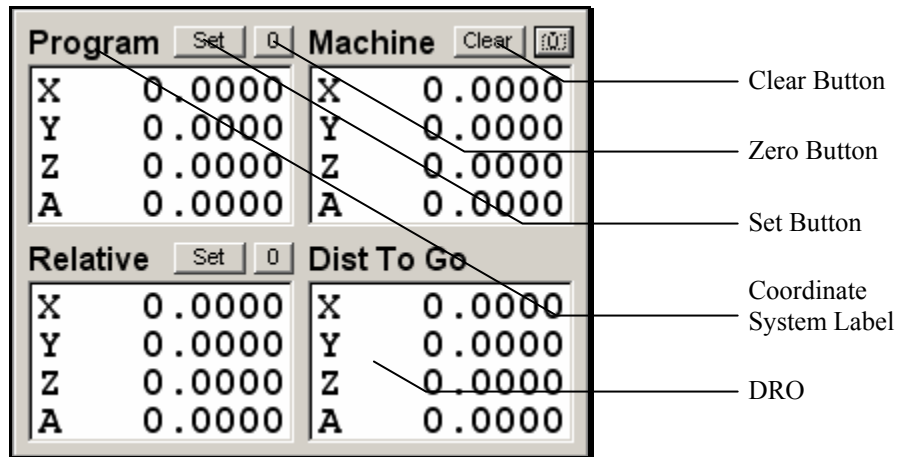 Program Set 0 Machine Clear 0
X 0.0000 X 0.0000
Y 0.0000 Y 0.0000
Z 0.0000 Z 0.0000
A 0.0000 A 0.0000
Relative Set 0 Dist To Go
X 0.0000 X 0.0000
Y 0.0000 Y 0.0000
Z 0.0000 Z 0.0000
A 0.0000 A 0.0000
Clear Button
Zero Button
Set Button
Coordinate
System Label
DRO